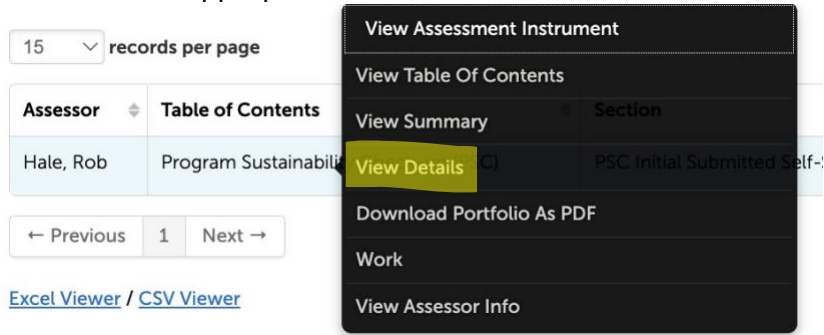 View Assessment Instrument
15 records per page
View Table Of Contents
Assessor Table of Contents Section
View Summary
Hale, Rob Program Sustainabilit SC) PSC Initial Submitted Self-
View Details
Download Portfolio As PDF
← Previous 1 Next →
Work
Excel Viewer / CSV Viewer
View Assessor Info